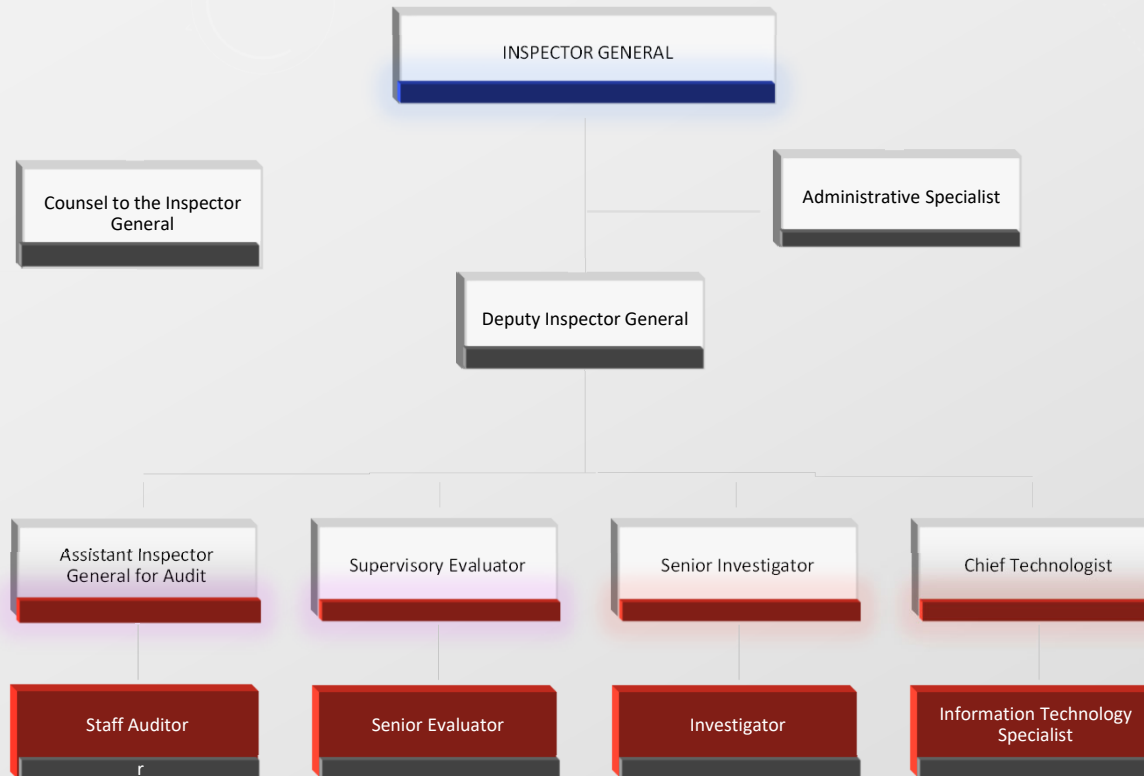 INSPECTOR GENERAL
Counsel to the Inspector
General
Administrative Specialist
Deputy Inspector General
Assistant Inspector
General for Audit
Supervisory Evaluator
Senior Investigator
Chief Technologist
Staff Auditor
r
Senior Evaluator
Investigator
Information Technology
Specialist